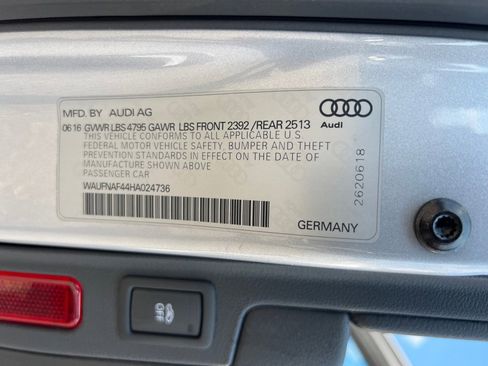 MFD. BY AUDI AG
06 16 GVWR LBS 4795 GAWR LBS FRONT 2392 / REAR 2513
THIS VEHICLE CONFORMS TO ALL APPLICABLE U.S.
FEDERAL MOTOR VEHICLE SAFETY, BUMPER AND THEFT
PREVENTION STANDARDS IN EFFECT ON THE DATE OF
MANUFACTURE SHOWN ABOVE
PASSENGER CAR
WAUFNAF44HA024736
Audi
2620618
GERMANY
OFF